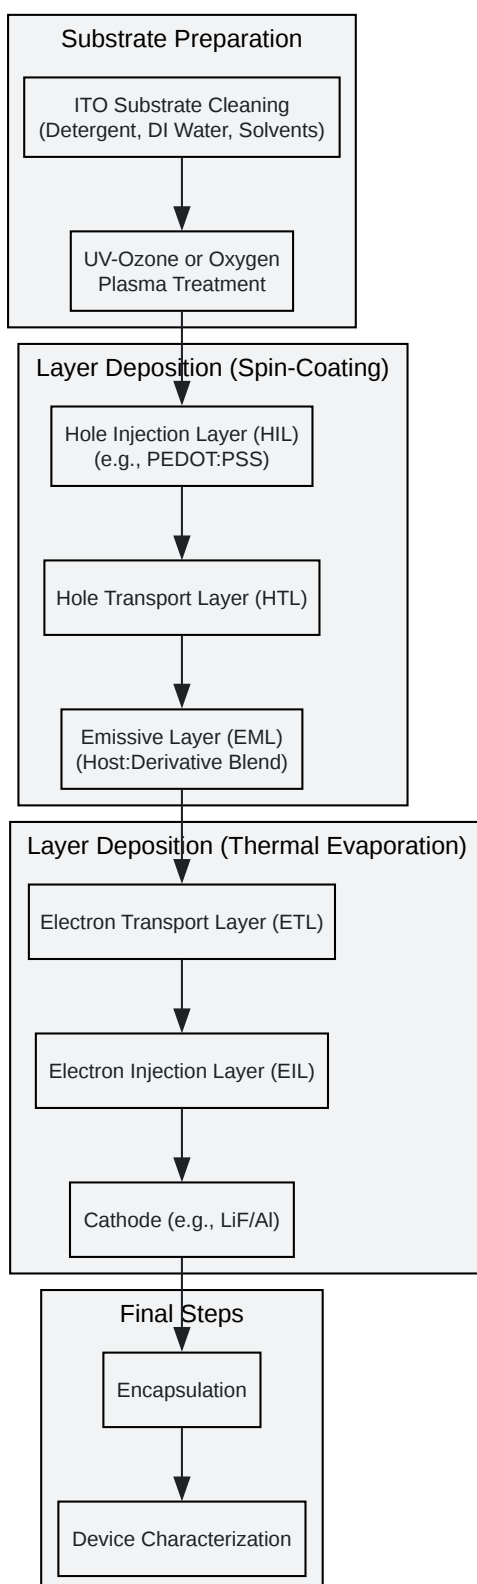 Substrate Preparation
ITO Substrate Cleaning
(Detergent, DI Water, Solvents)
UV-Ozone or Oxygen
Plasma Treatment
Layer Deposition (Spin-Coating)
Hole Injection Layer (HIL)
(e.g., PEDOT:PSS)
Hole Transport Layer (HTL)
Emissive Layer (EML)
(Host:Derivative Blend)
Layer Deposition (Thermal Evaporation)
Electron Transport Layer (ETL)
Electron Injection Layer (EIL)
Cathode (e.g., LiF/Al)
Final Steps
Encapsulation
Device Characterization